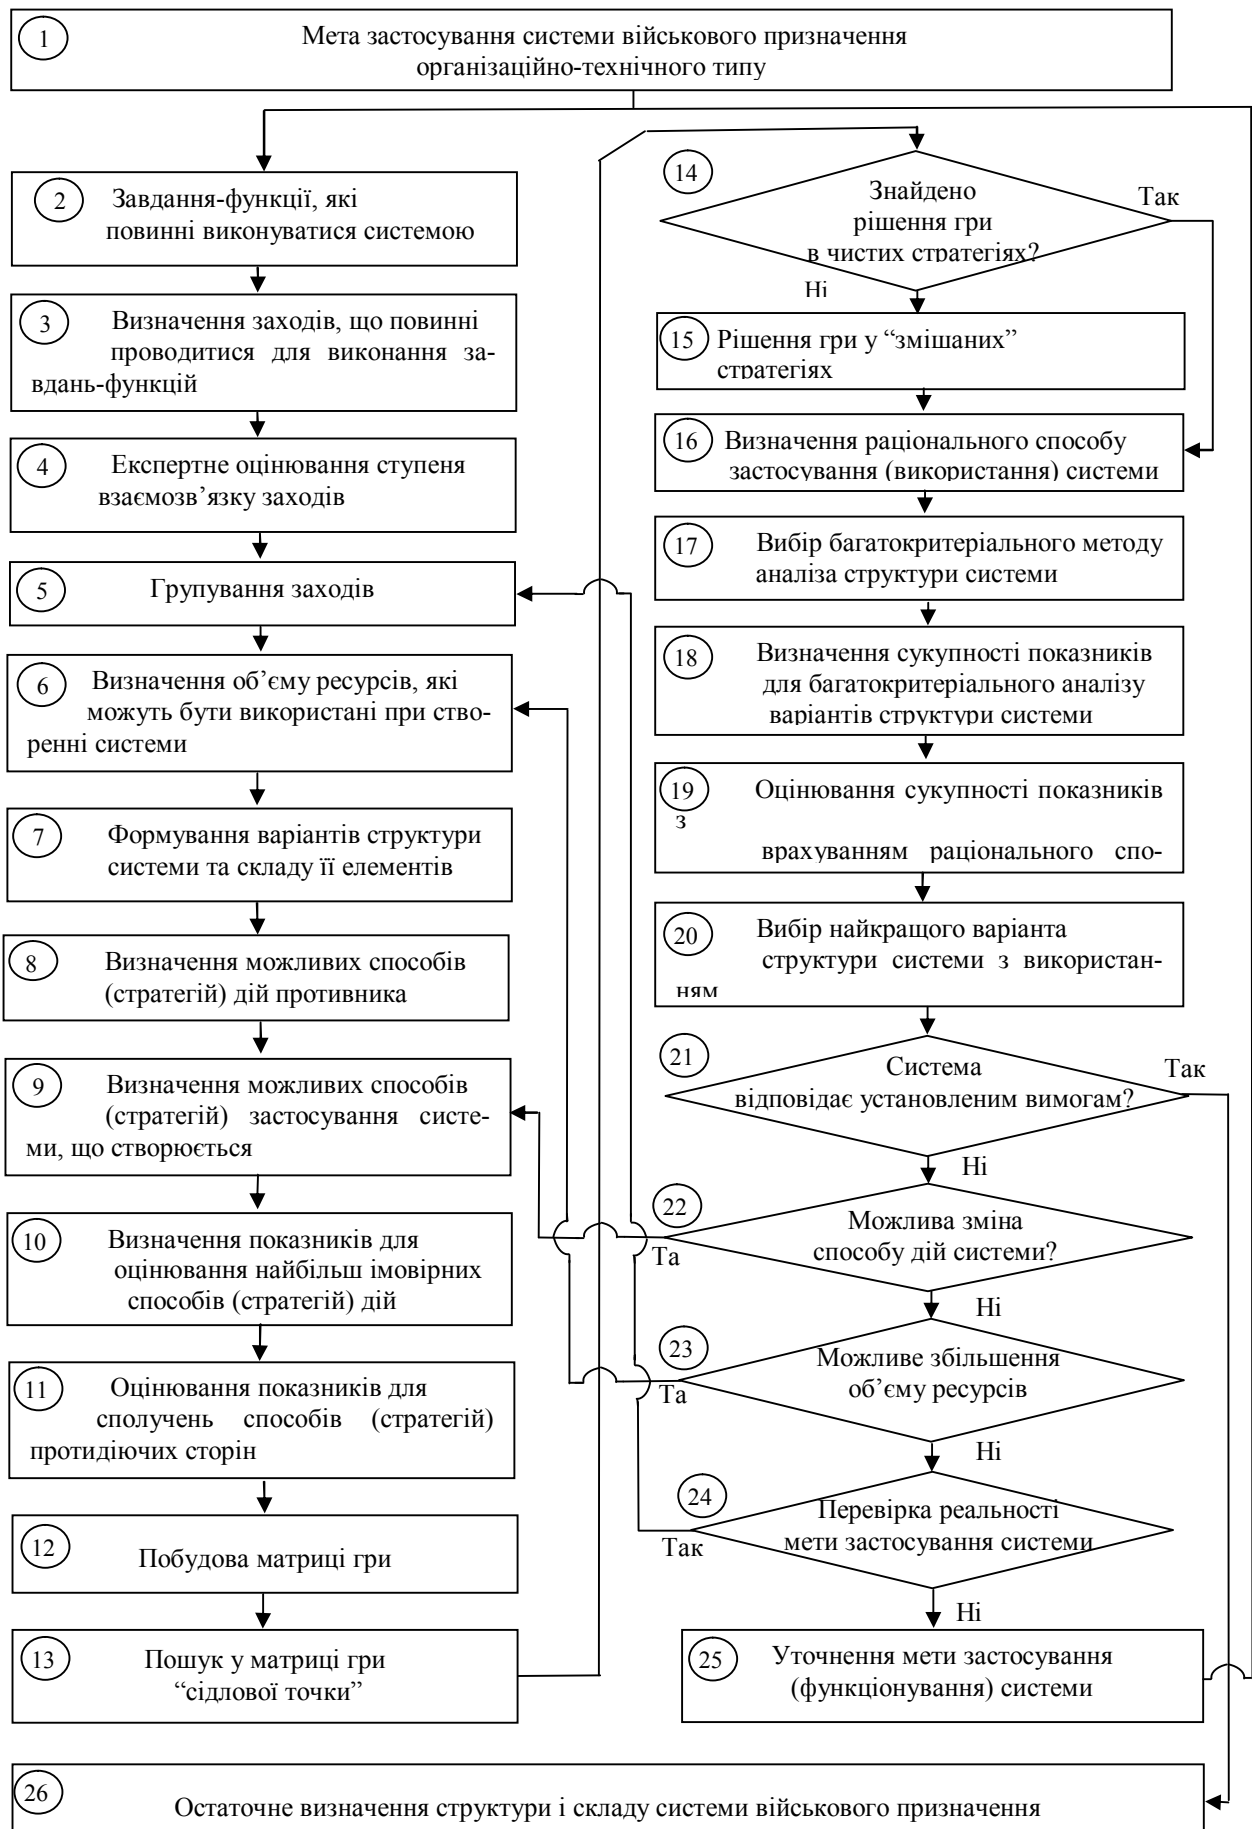 1
Мета застосування системи військового призначення
організаційно-технічного типу
2
Завдання-функції, які
повинні виконуватися системою
3
Визначення заходів, що повинні
проводитися для виконання за-
вдань-функцій
4
Експертне оцінювання ступеня
взаємозв’язку заходів
5
Групування заходів
6
Визначення об’єму ресурсів, які
можуть бути використані при ство-
ренні системи
7
Формування варіантів структури
системи та складу її елементів
8
Визначення можливих способів
(стратегій) дій противника
9
Визначення можливих способів
(стратегій) застосування систе-
ми, що створюється
10
Визначення показників для
оцінювання найбільш імовірних
способів (стратегій) дій
11
Оцінювання показників для
сполучень способів (стратегій)
протидіючих сторін
12
Побудова матриці гри
13
Пошук у матриці гри
“сідлової точки”
14
Знайдено
рішення гри
в чистих стратегіях?
Так
Ні
15
Рішення гри у “змішаних”
стратегіях
16
Визначення раціонального способу
застосування (використання) системи
17
Вибір багатокритеріального методу
аналіза структури системи
18
Визначення сукупності показників
для багатокритеріального аналізу
варіантів структури системи
19
Оцінювання сукупності показників
з
врахуванням раціонального спо-
20
Вибір найкращого варіанта
структури системи з використан-
ням
21
Система
відповідає установленим вимогам?
Так
Ні
22
Можлива зміна
способу дій системи?
Та
Ні
23
Можливе збільшення
об’єму ресурсів
Та
Ні
24
Перевірка реальності
мети застосування системи
Так
Ні
25
Уточнення мети застосування
(функціонування) системи
26
Остаточне визначення структури і складу системи військового призначення